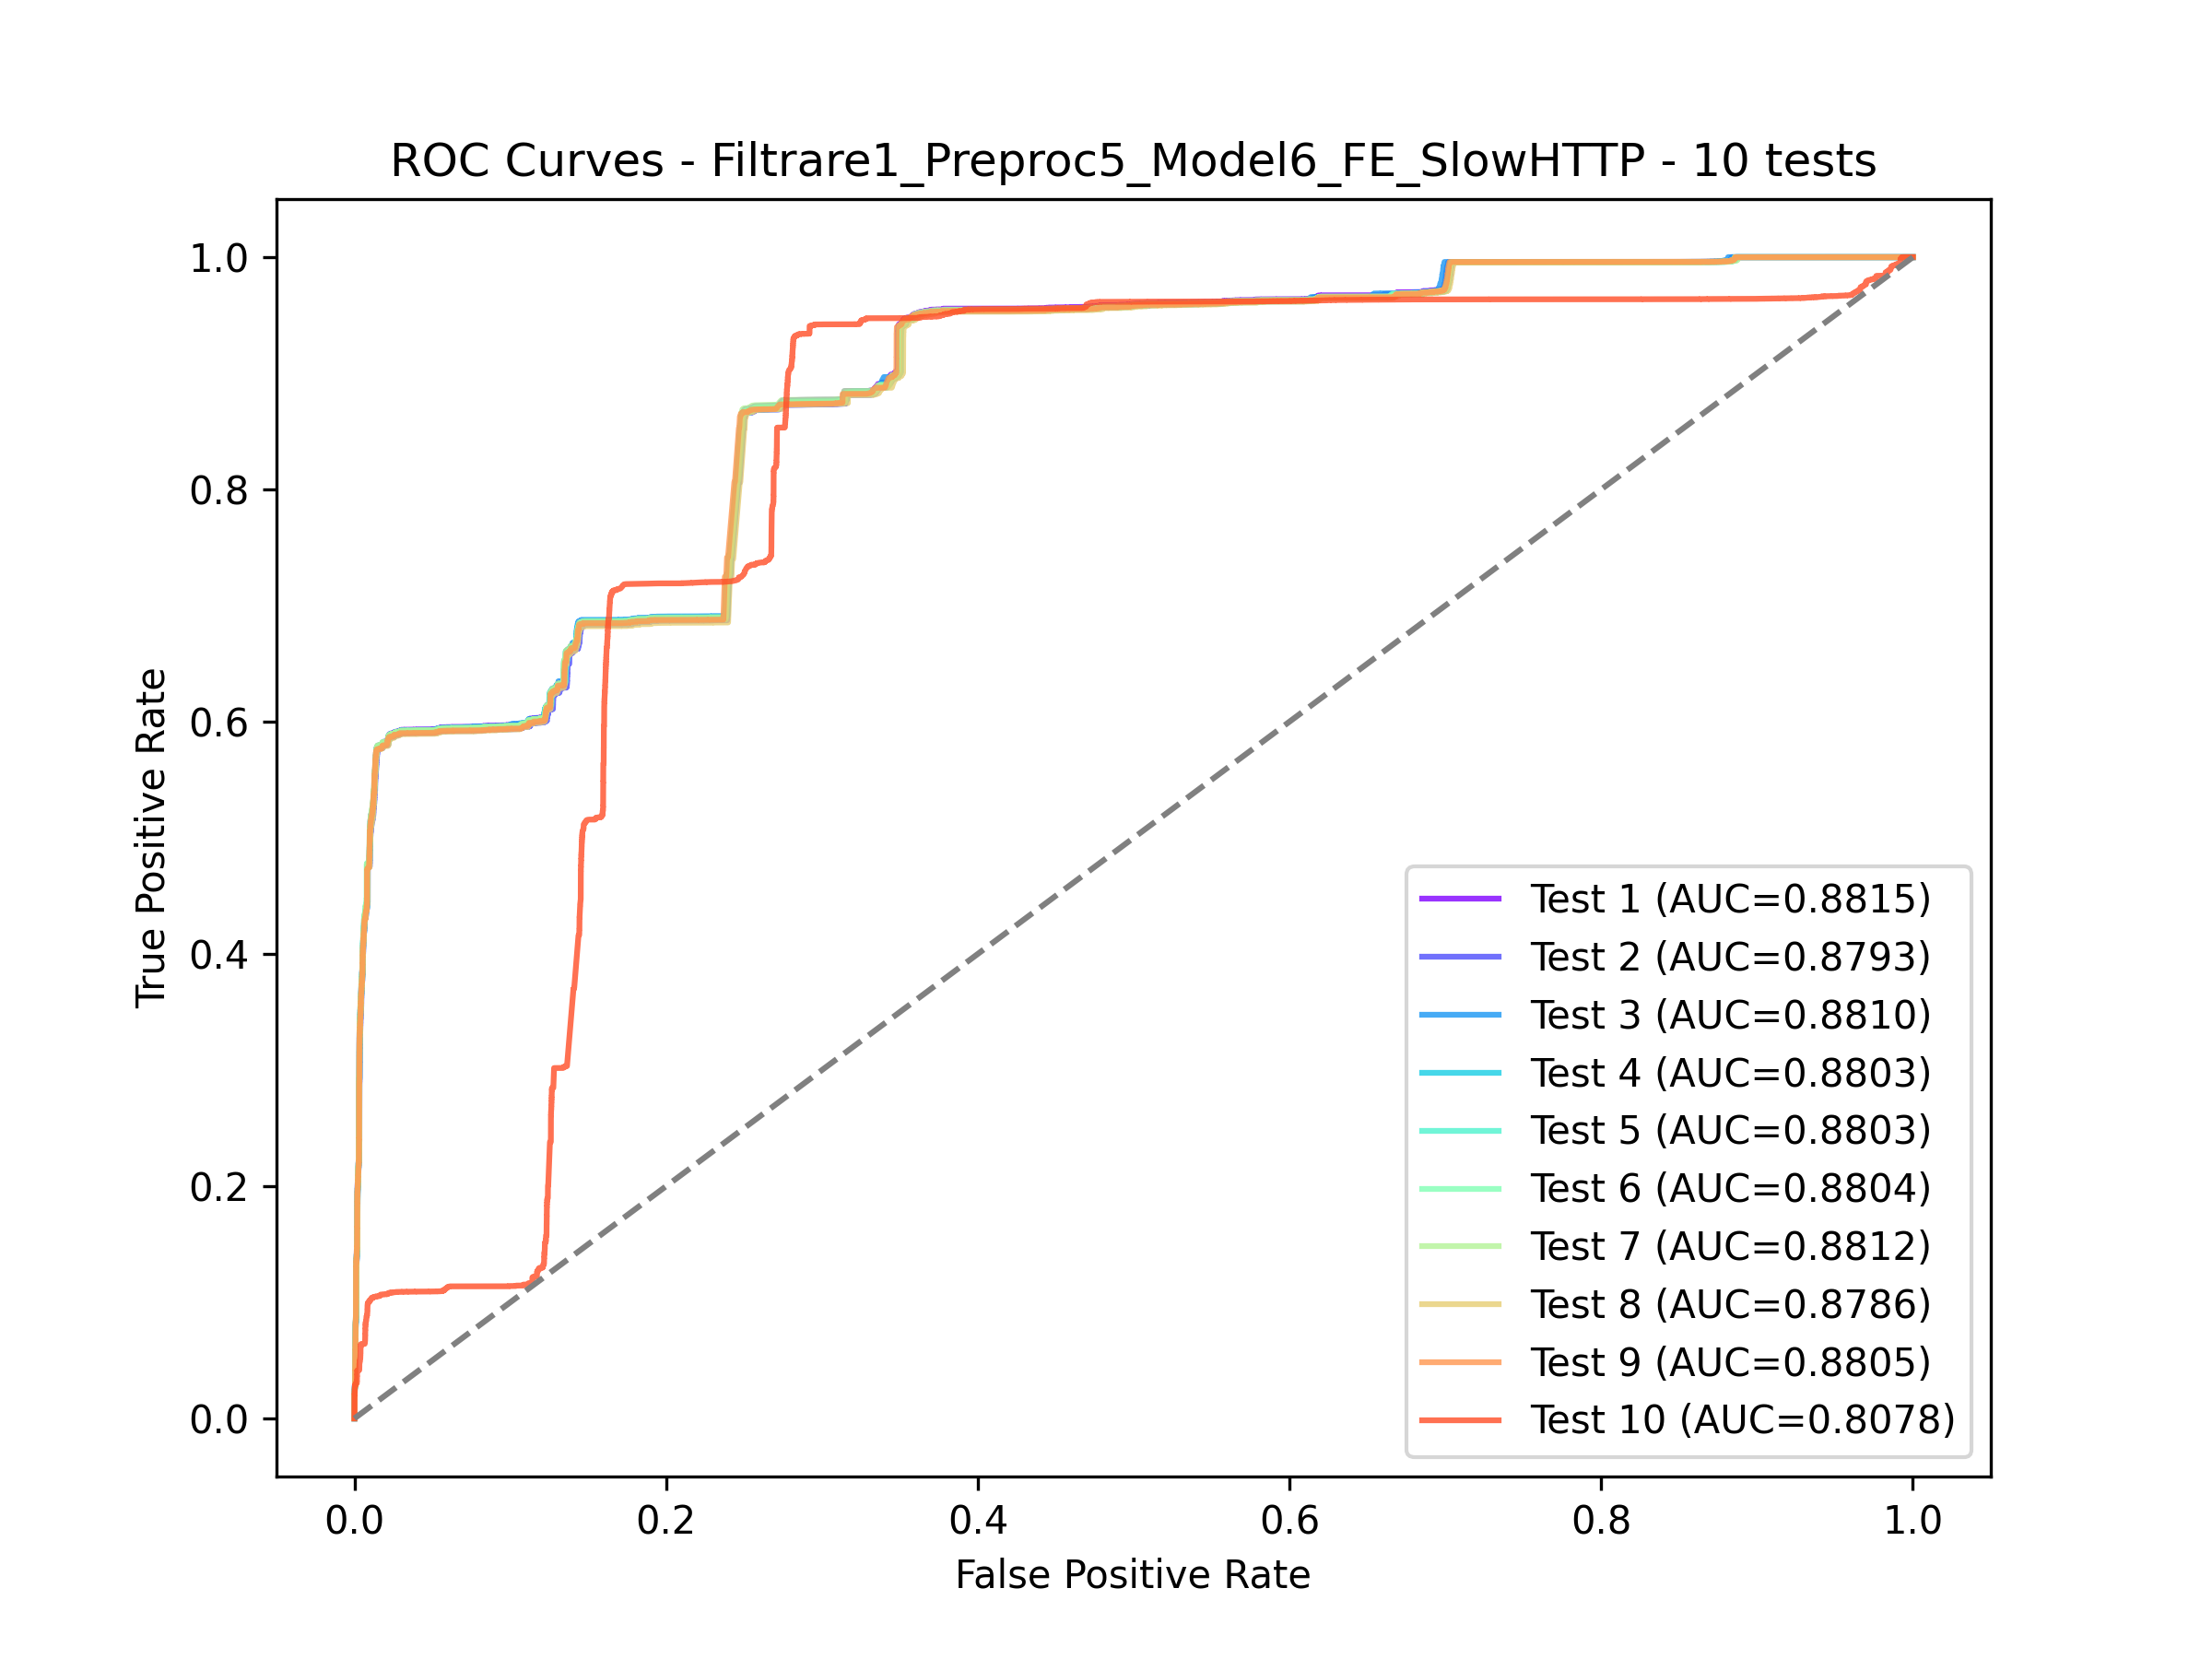 ROC Curves - Filtrare1_Preproc5_Model6_FE_SlowHTTP - 10 tests
True Positive Rate
1.0
0.8
0.6
0.4
0.2
0.0
Test 1 (AUC=0.8815)
Test 2 (AUC=0.8793)
Test 3 (AUC=0.8810)
Test 4 (AUC=0.8803)
Test 5 (AUC=0.8803)
Test 6 (AUC=0.8804)
Test 7 (AUC=0.8812)
Test 8 (AUC=0.8786)
Test 9 (AUC=0.8805)
Test 10 (AUC=0.8078)
0.0 0.2 0.4 0.6 0.8 1.0
False Positive Rate